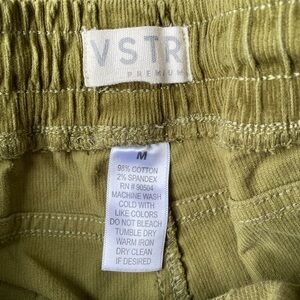 VSTR
PREMIUM
M
98% COTTON
2% SPANDEX
RN # 90504
MACHINE WASH
COLD WITH
LIKE COLORS
DO NOT BLEACH
TUMBLE DRY
WARM IRON
DRY CLEAN
IF DESIRED